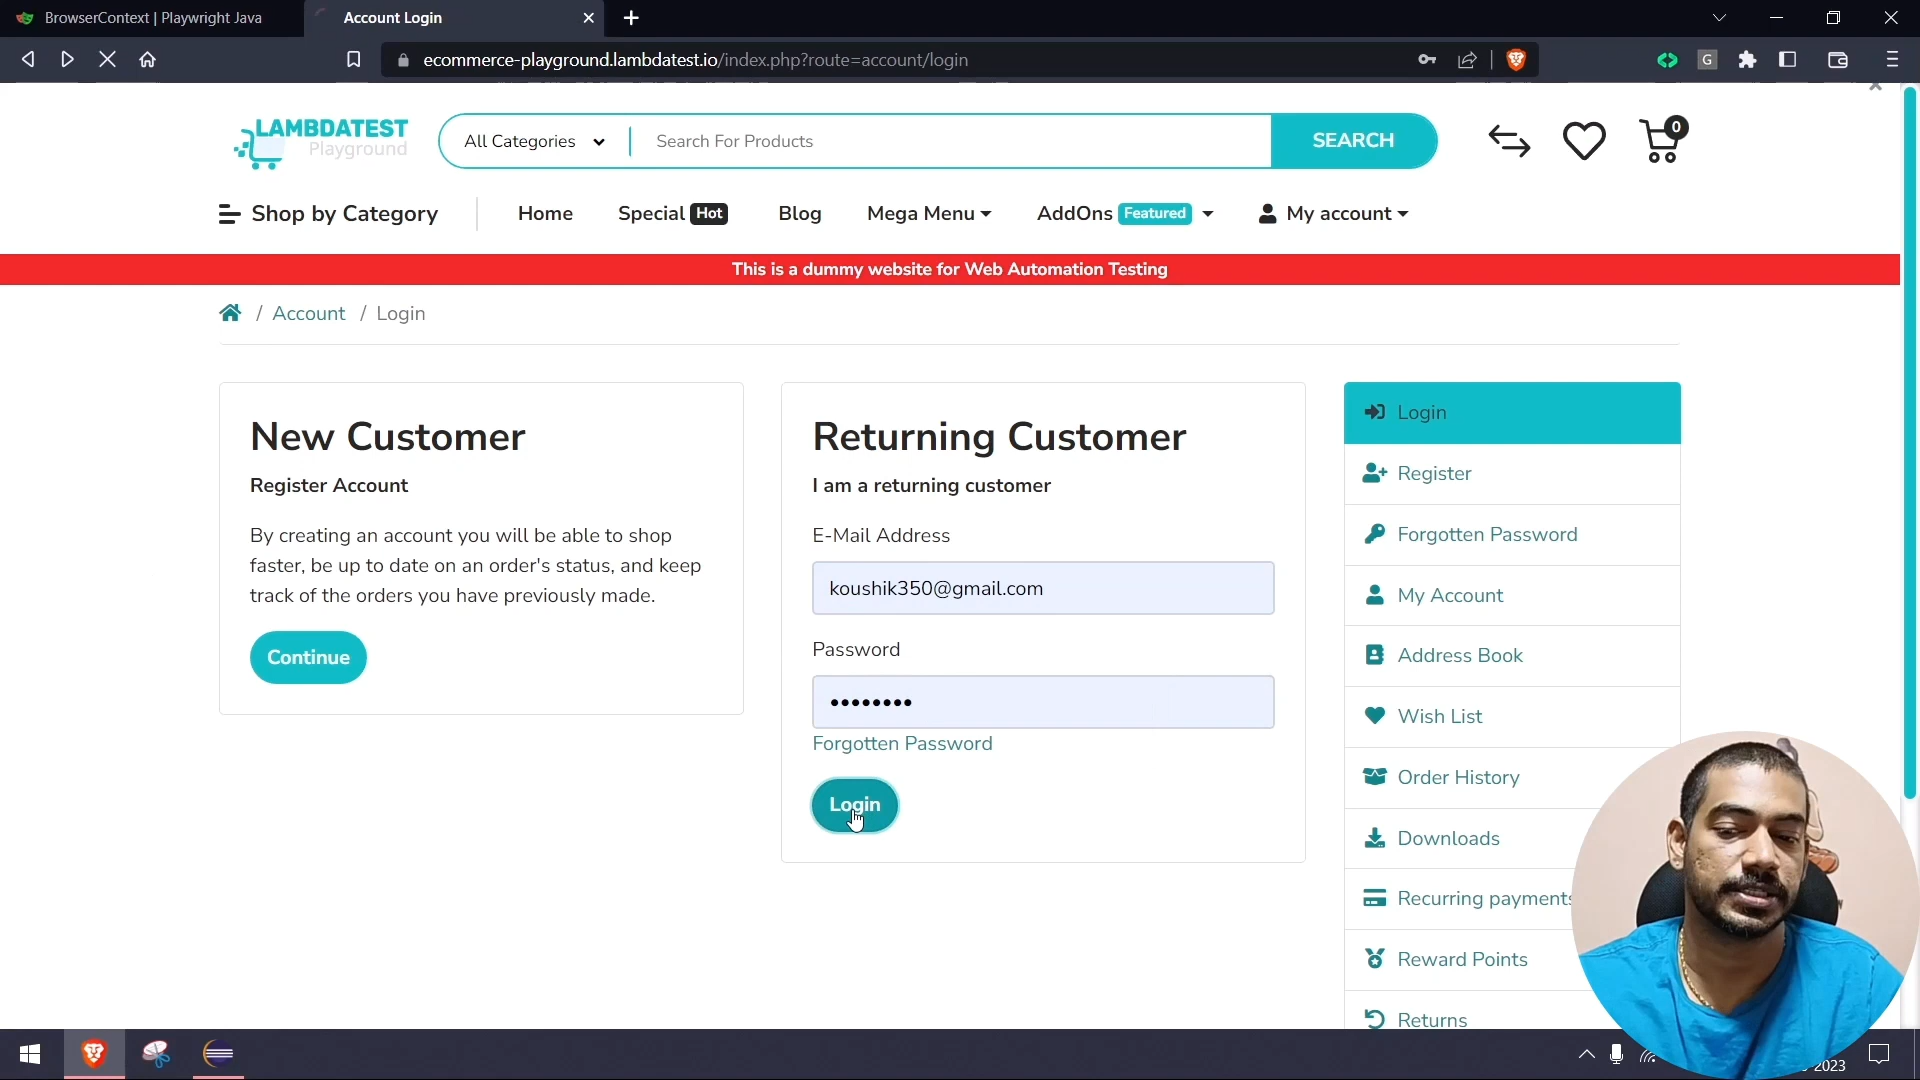 BrowserContext | Playwright Java
Account Login
ecommerce-playground.lambdatest.io/index.php?route=account/login
G
LAMBDATEST
Playground
All Categories
Search For Products
SEARCH
0
Shop by Category
Home
Special Hot
Blog
Mega Menu
AddOns Featured
My account
This is a dummy website for Web Automation Testing
/ Account / Login
New Customer
Register Account
By creating an account you will be able to shop
faster, be up to date on an order's status, and keep
track of the orders you have previously made.
Continue
Returning Customer
I am a returning customer
E-Mail Address
koushik350@gmail.com
Password
••••••••
Forgotten Password
Login
Login
Register
Forgotten Password
My Account
Address Book
Wish List
Order History
Downloads
Recurring payments
Reward Points
Returns
2023